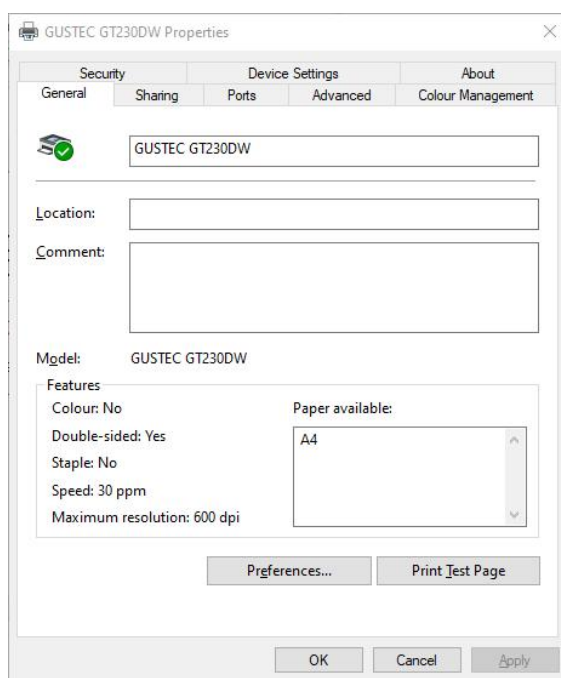 GUSTEC GT230DW Properties
Security Device Settings About
General Sharing Ports Advanced Colour Management
GUSTEC GT230DW
Location:
Comment:
Model: GUSTEC GT230DW
Features
Colour: No
Double-sided: Yes
Staple: No
Speed: 30 ppm
Maximum resolution: 600 dpi
Paper available:
A4
Preferences... Print Test Page
OK Cancel Apply